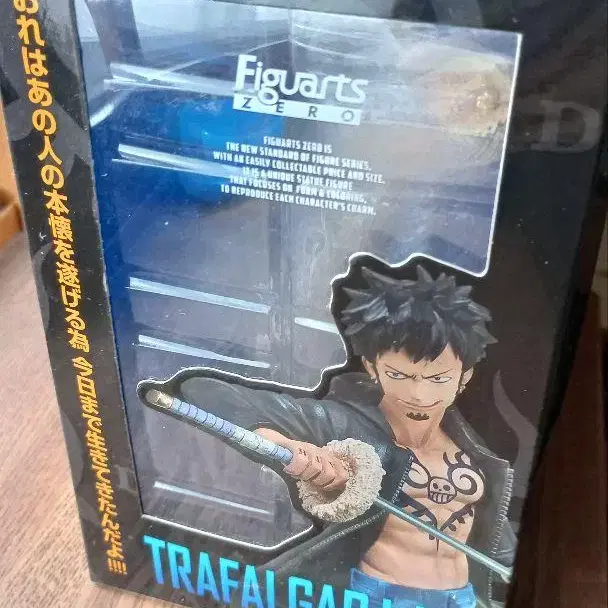 おれはあの人の本懐を遂げる為 今日まで生きてきたんだよ!!!!
Figuarts
ZERO
FIGUARTS ZERO IS
THE NEW STANDARD OF FIGURE SERIES,
WITH AN EASILY COLLECTABLE PRICE AND SIZE.
IT IS A UNIQUE STATUE FIGURE
THAT FOCUSES ON FORM & COLORING,
TO REPRODUCE EACH CHARACTER'S CHARM.
TRAFALGAR